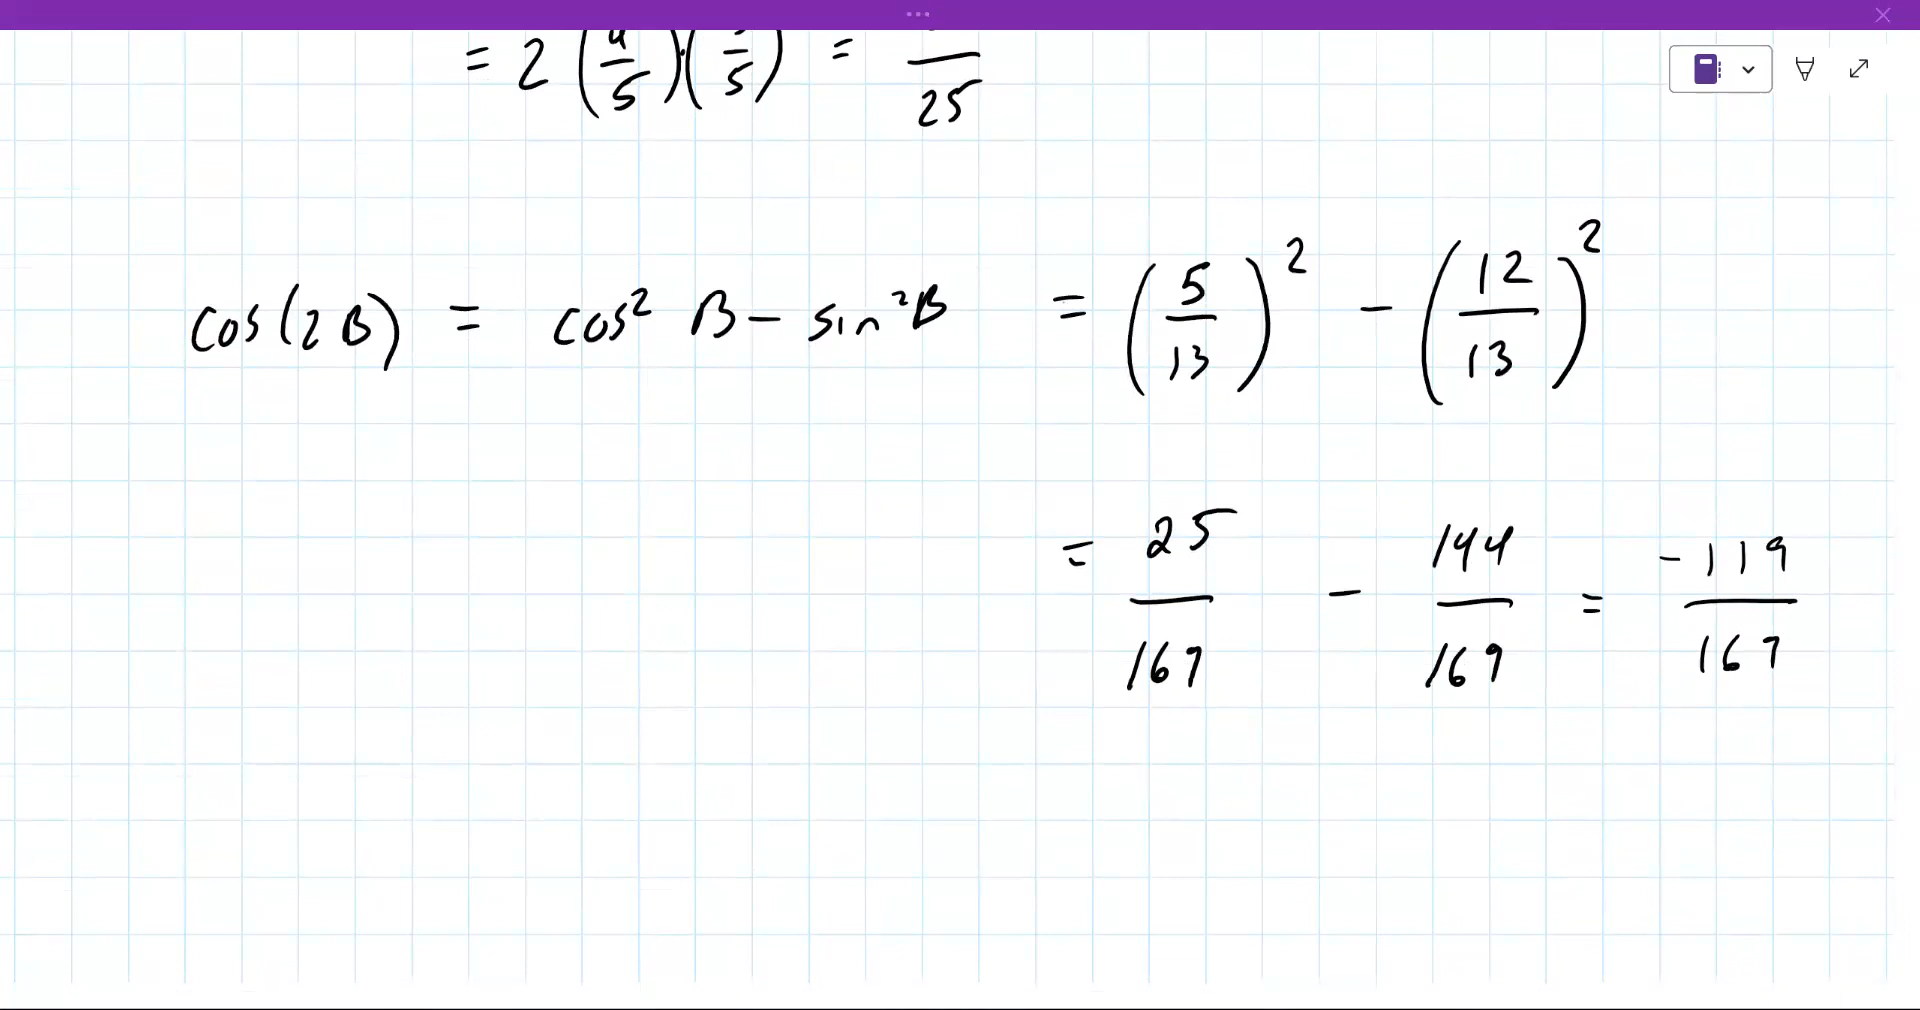 = 2 (4/5)(3/5) = /25
cos(2B) = cos² B - sin²B = (5/13)² - (12/13)²
= 25/169 - 144/169 = -119/169